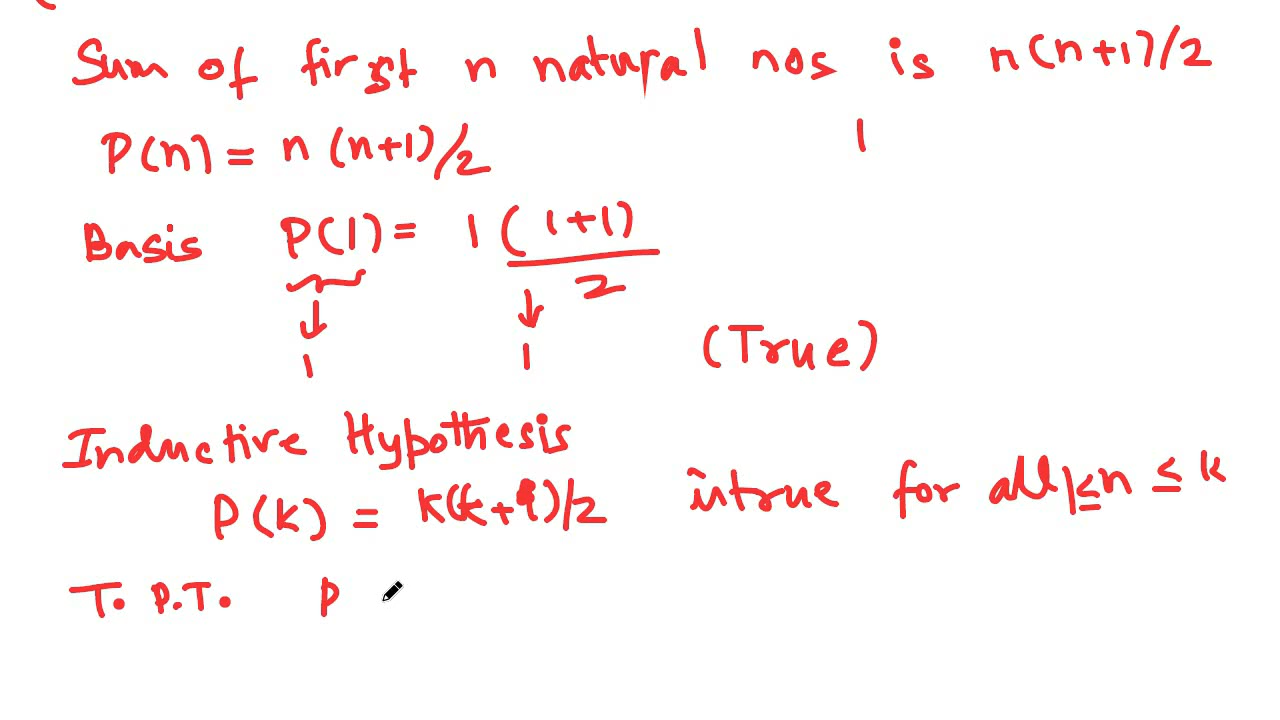 Sum of first n natural nos is n(n+1)/2
P(n) = n (n+1)/2 1
Basis P(1) = 1 (1+1)
2
1 1
(True)
Inductive Hypothesis
P(k) = k(k+1)/2 is true for all 1≤n ≤ k
T. P.T. P